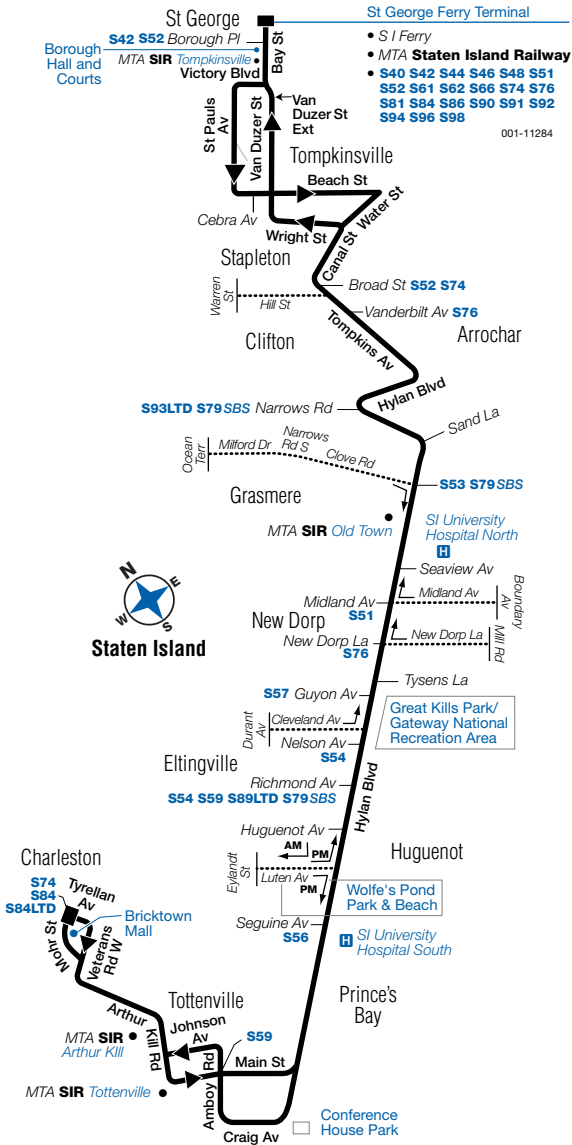 St George
St George Ferry Terminal
S42 S52 Borough Pl
Bay St
• S I Ferry
Borough
Hall and
Courts
MTA SIR Tompkinsville
• MTA Staten Island Railway
Victory Blvd
• S40 S42 S44 S46 S48 S51
S52 S61 S62 S66 S74 S76
S81 S84 S86 S90 S91 S92
S94 S96 S98
001-11284
St Pauls
Av
Van Duzer St
Van
Duzer St
Ext
Tompkinsville
Beach St
Water St
Cebra Av
Wright St
Canal St
Stapleton
Broad St S52 S74
Warren
St
Hill St
Vanderbilt Av S76
Tompkins Av
Arrochar
Clifton
Hylan Blvd
S93LTD S79SBS Narrows Rd
Sand La
Ocean
Terr
Milford Dr
Narrows
Rd S
Clove Rd
S53 S79SBS
Grasmere
MTA SIR Old Town
SI University
Hospital North
H
Seaview Av
N
E
W
S
Staten Island
Midland Av
S51
Midland Av
Boundary
Av
New Dorp
New Dorp La
S76
New Dorp La
Mill Rd
Tysens La
S57 Guyon Av
Great Kills Park/
Gateway National
Recreation Area
Durant
Av
Cleveland Av
Nelson Av
S54
Eltingville
Hylan Blvd
Richmond Av
S54 S59 S89LTD S79SBS
Huguenot Av
AM
PM
Huguenot
Eylandt
St
Luten Av
PM
Wolfe's Pond
Park & Beach
Charleston
S74
S84
S84LTD
Tyrellan
Av
Bricktown
Mall
Mohr St
Veterans
Rd W
Seguine Av
S56
H
SI University
Hospital South
Prince's
Bay
Tottenville
Arthur
Kill Rd
Johnson
Av
S59
MTA SIR
Arthur KIll
Main St
MTA SIR Tottenville
Amboy Rd
Craig Av
Conference
House Park